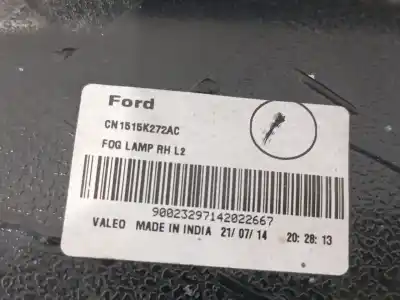 Ford
CN1515K272AC
FOG LAMP RH L2
90023297142022667
VALEO MADE IN INDIA 21/ 07/ 14 20: 28: 13